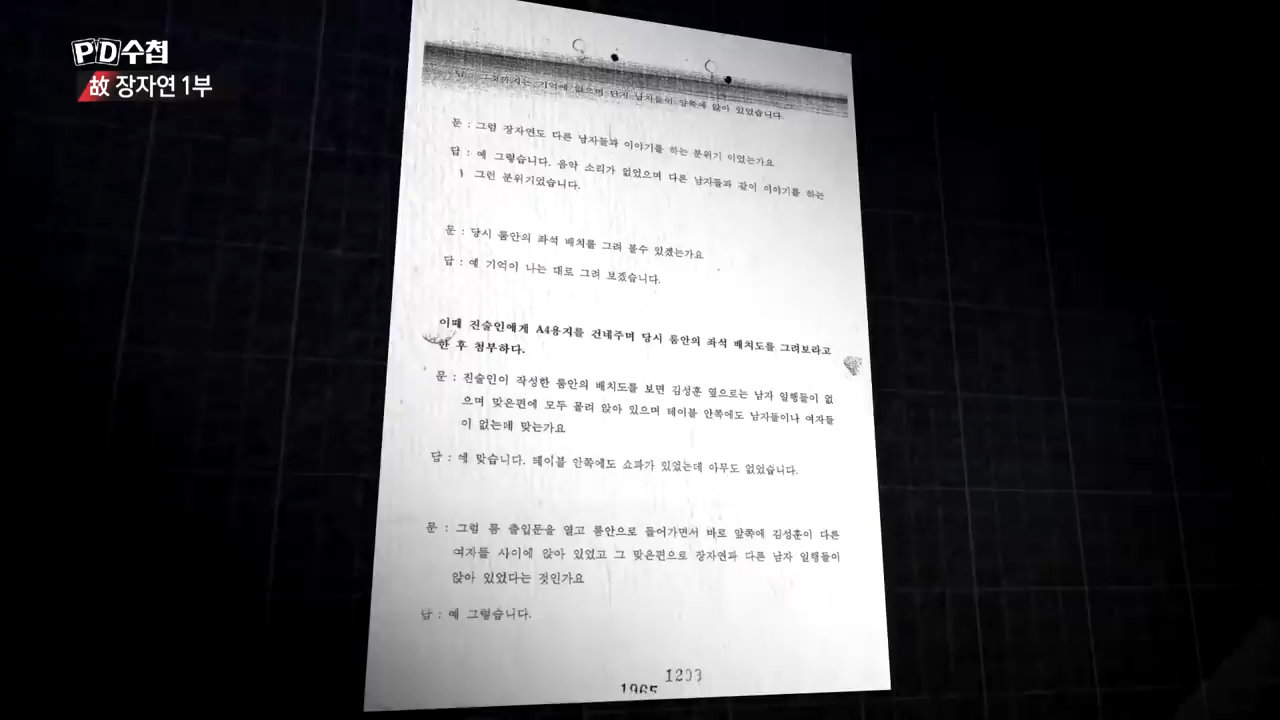 PD수첩
故 장자연 1부
답 : 그것까지는 기억에 없으며 단지 남자들이 앞쪽에 앉아 있었습니다.
문 : 그럼 장자연도 다른 남자들과 이야기를 하는 분위기 이었는가요
답 : 예 그렇습니다. 음악 소리가 없었으며 다른 남자들과 같이 이야기를 하는
그런 분위기었습니다.
문 : 당시 룸안의 좌석 배치를 그려 볼수 있겠는가요
답 : 예 기억이 나는 대로 그려 보겠습니다.
이때 진술인에게 A4용지를 건네주며 당시 룸안의 좌석 배치도를 그려보라고
한 후 첨부하다.
문 : 진술인이 작성한 룸안의 배치도를 보면 김성훈 옆으로는 남자 일행들이 없
으며 맞은편에 모두 몰려 앉아 있으며 테이블 안쪽에도 남자들이나 여자들
이 없는데 맞는가요
답 : 예 맞습니다. 테이블 안쪽에도 쇼파가 있었는데 아무도 없었습니다.
문 : 그럼 룸 출입문을 열고 룸안으로 들어가면서 바로 앞쪽에 김성훈이 다른
여자들 사이에 앉아 있었고 그 맞은편으로 장자연과 다른 남자 일행들이
앉아 있었다는 것인가요
답 : 예 그렇습니다.
1203
1965